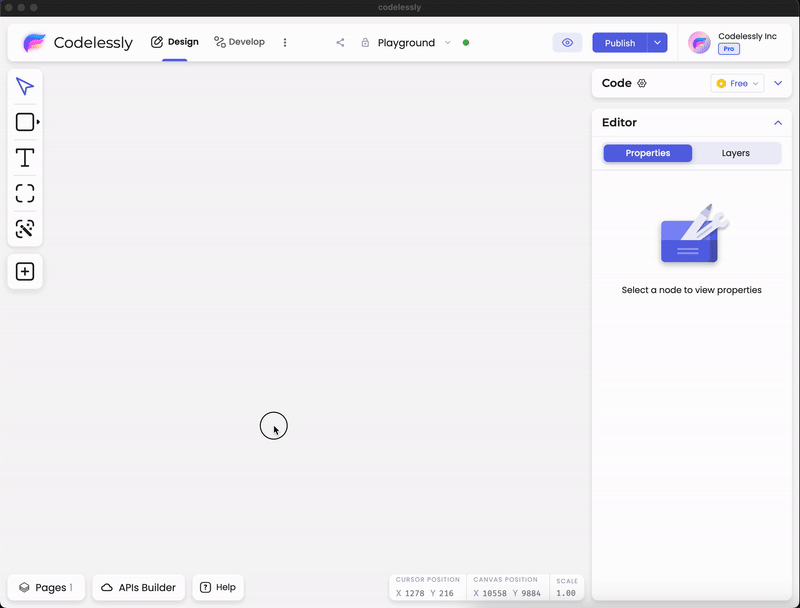 codelessly
Codelessly
Design
Develop
Playground
Publish
Codelessly Inc
Pro
Code
Free
Editor
Properties
Layers
Select a node to view properties
Pages 1
APIs Builder
? Help
CURSOR POSITION
X 1278 Y 216
CANVAS POSITION
X 10558 Y 9884
SCALE
1.00